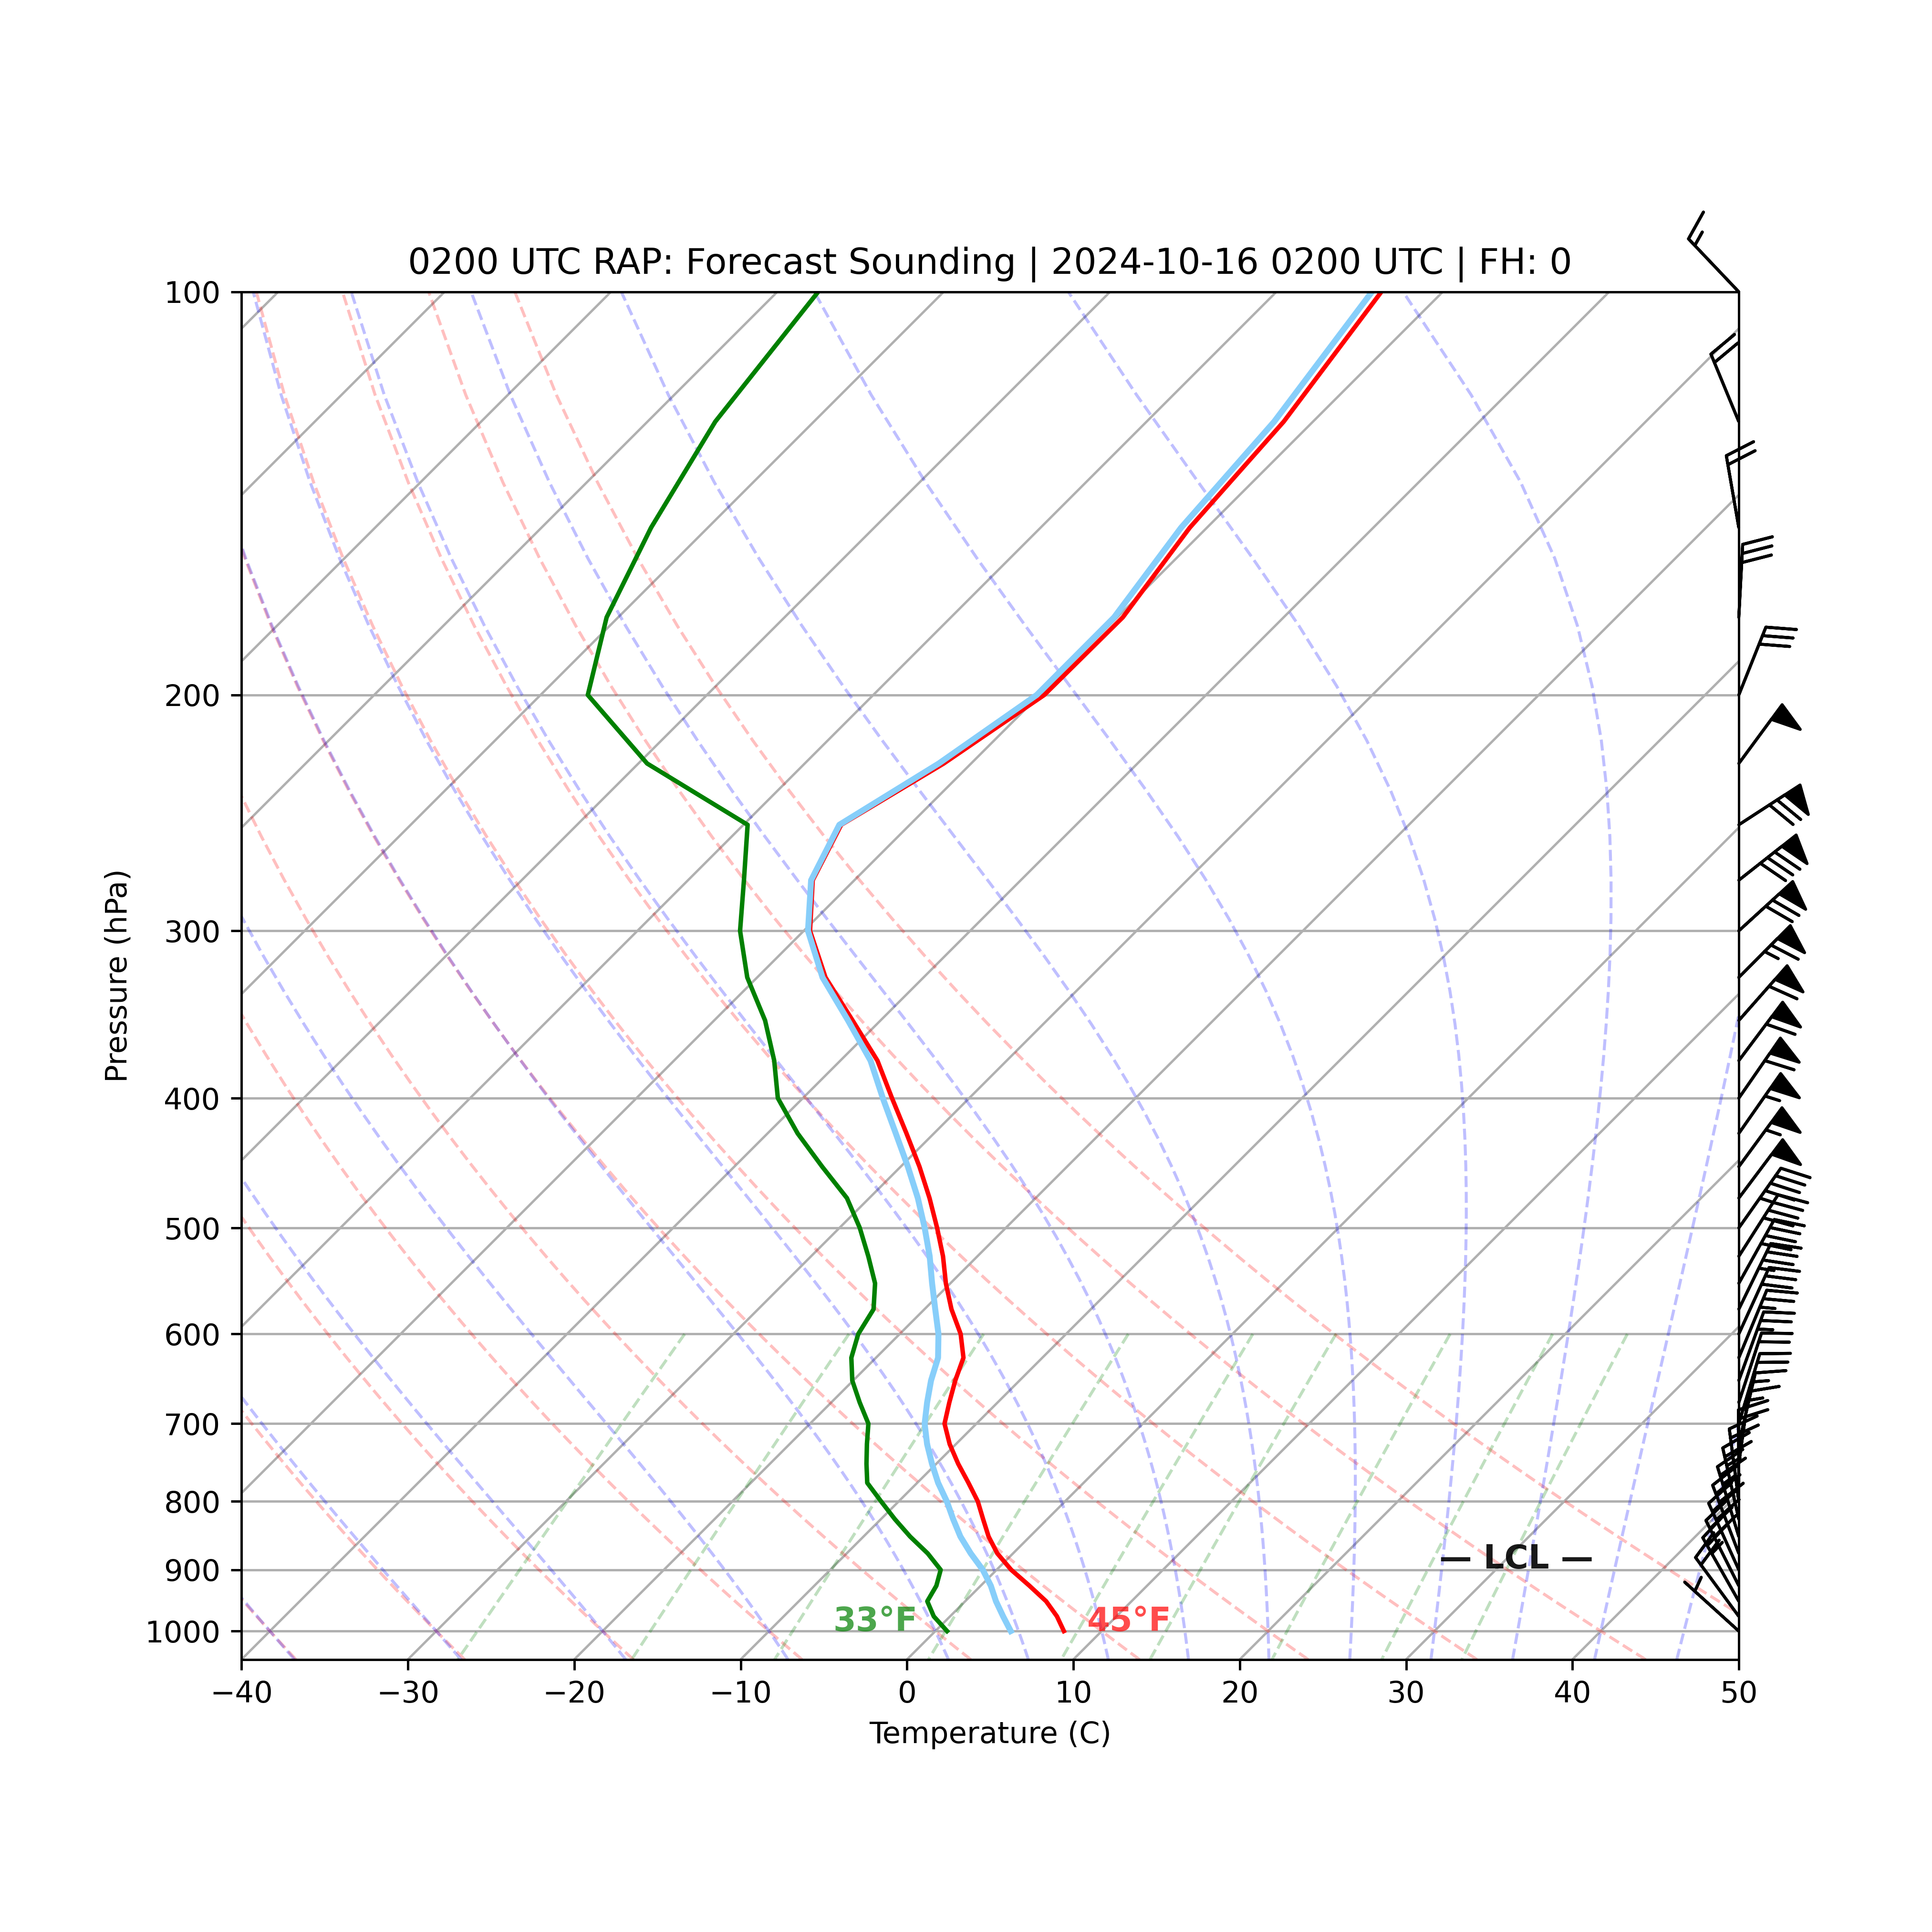 0200 UTC RAP: Forecast Sounding | 2024-10-16 0200 UTC | FH: 0
100
200
300
400
500
600
700
800
900
1000
Pressure (hPa)
— LCL —
33°F
45°F
−40 −30 −20 −10 0 10 20 30 40 50
Temperature (C)